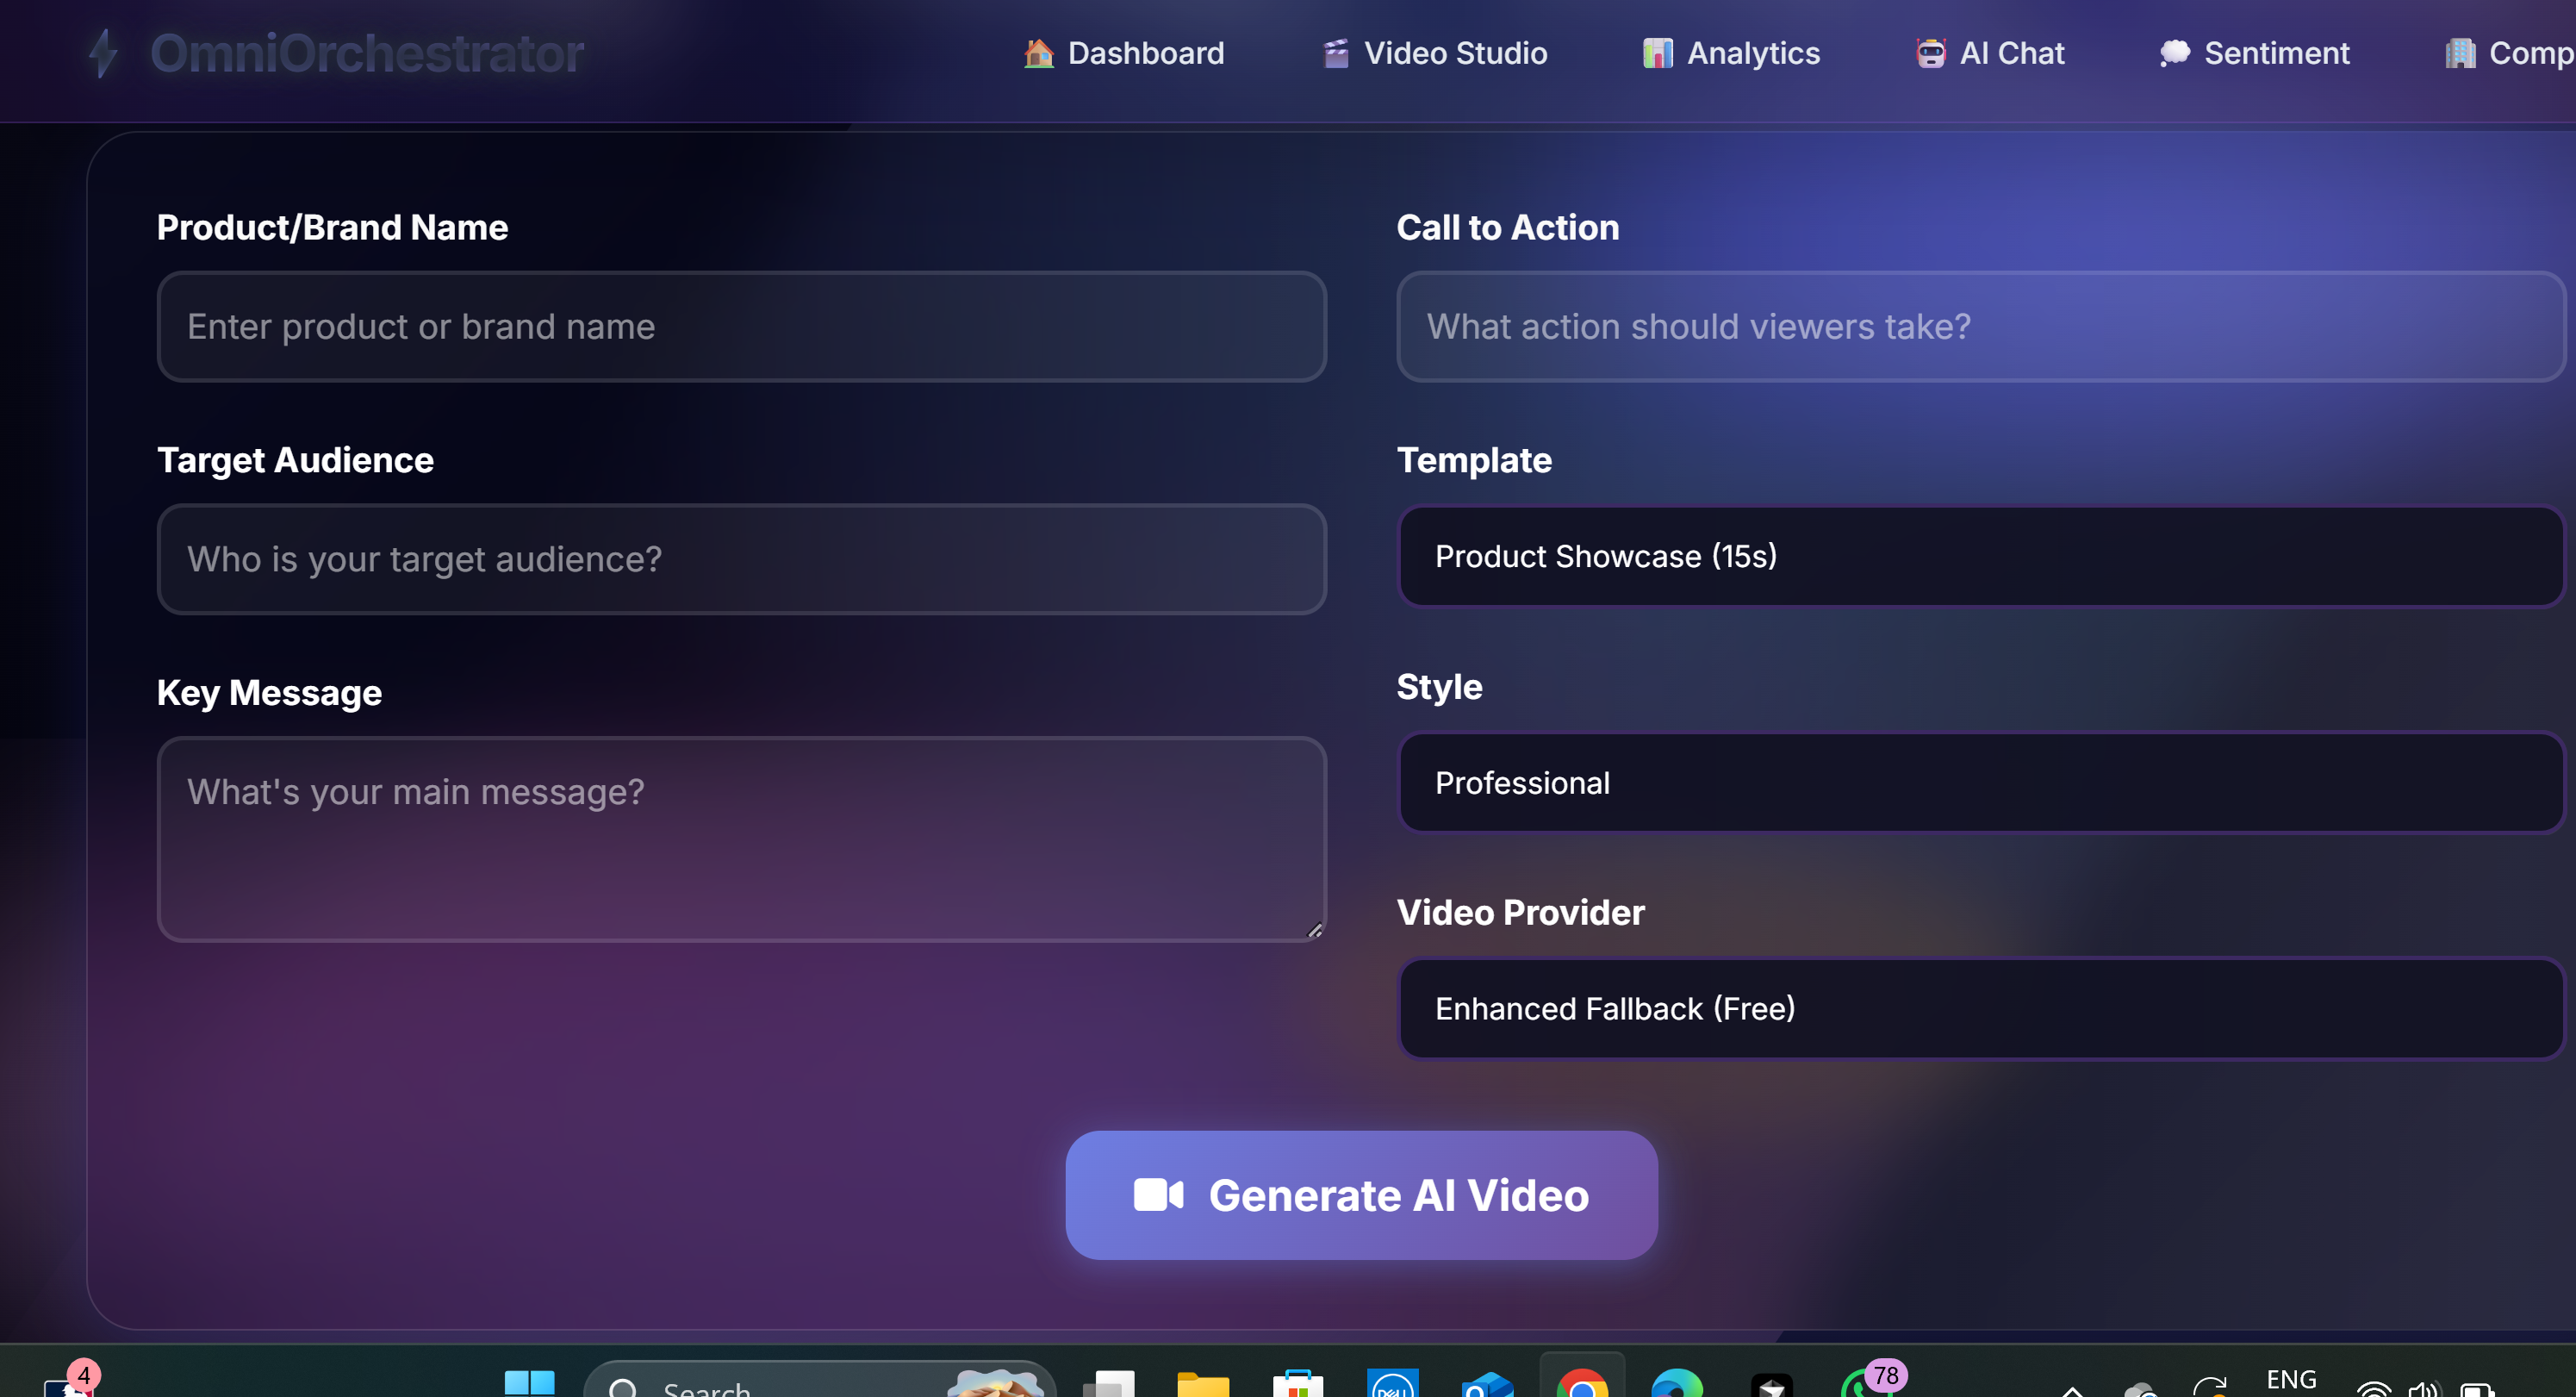 OmniOrchestrator
Dashboard
Video Studio
Analytics
AI Chat
Sentiment
Comp
Product/Brand Name
Enter product or brand name
Target Audience
Who is your target audience?
Key Message
What's your main message?
Call to Action
What action should viewers take?
Template
Product Showcase (15s)
Style
Professional
Video Provider
Enhanced Fallback (Free)
Generate AI Video
4
Search
DELL
78
ENG